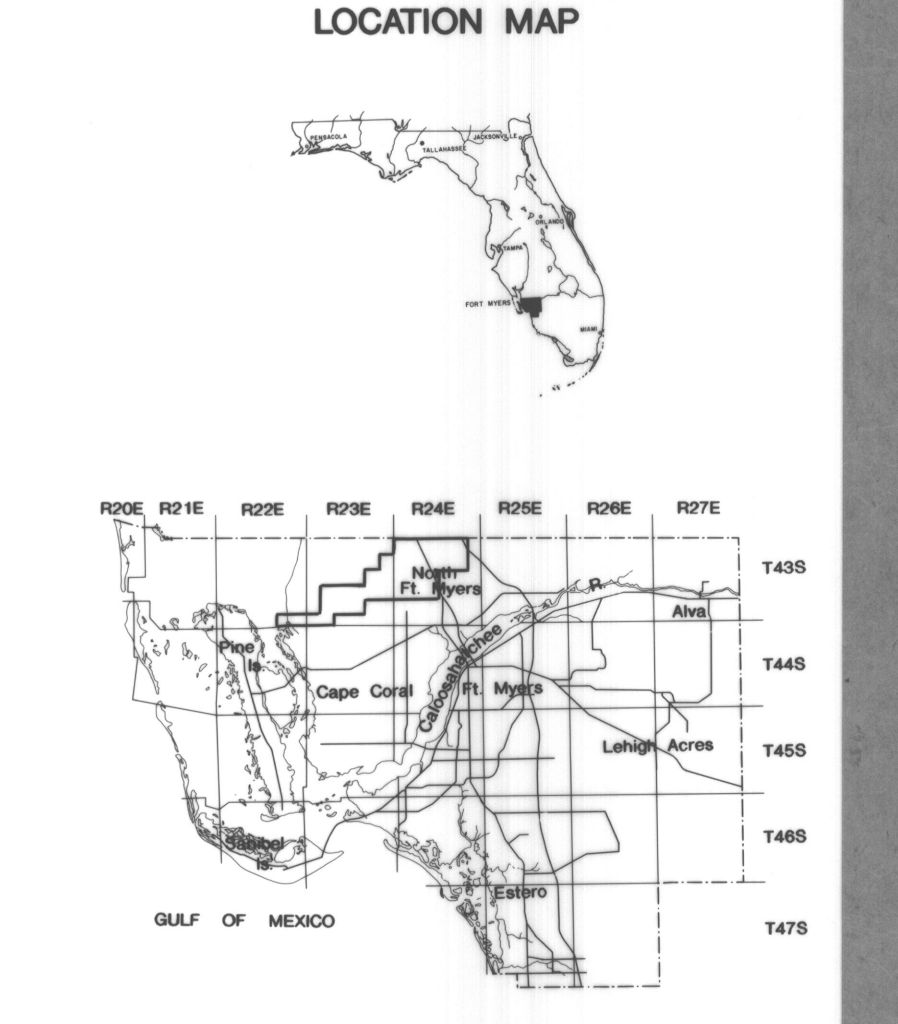 LOCATION MAP
PENSACOLA
JACKSONVILLE
TALLAHASSEE
ORLANDO
TAMPA
FORT MYERS
MIAMI
R20E R21E R22E R23E R24E R25E R26E R27E
T43S
North
Ft. Myers
R.
Alva
Caloosahatchee
Pine
Is.
T44S
Cape Coral
Ft. Myers
Lehigh Acres
T45S
Sanibel
Is.
T46S
Estero
GULF OF MEXICO
T47S